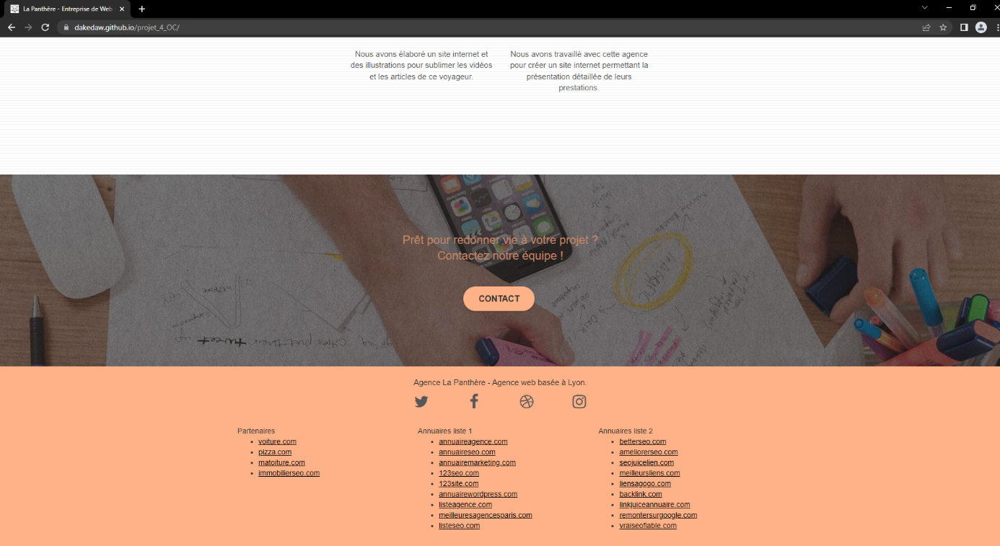 La Panthère - Entreprise de Web
dakedaw.github.io/projet_4_OC/
Nous avons élaboré un site internet et
des illustrations pour sublimer les vidéos
et les articles de ce voyageur.
Nous avons travaillé avec cette agence
pour créer un site internet permettant la
présentation détaillée de leurs
prestations.
Prêt pour redonner vie à votre projet ?
Contactez notre équipe !
CONTACT
tweet
Agence La Panthère - Agence web basée à Lyon.
Partenaires
voiture.com
pizza.com
matoiture.com
immobilierseo.com
Annuaires liste 1
annuaireagence.com
annuaireseo.com
annuairemarketing.com
123seo.com
123site.com
annuairewordpress.com
listeagence.com
meilleuresagencesparis.com
listeseo.com
Annuaires liste 2
betterseo.com
ameliorerseo.com
seojuicelien.com
meilleursliens.com
liensagogo.com
backlink.com
linkjuiceannuaire.com
remontersurgoogle.com
vraiseofiable.com